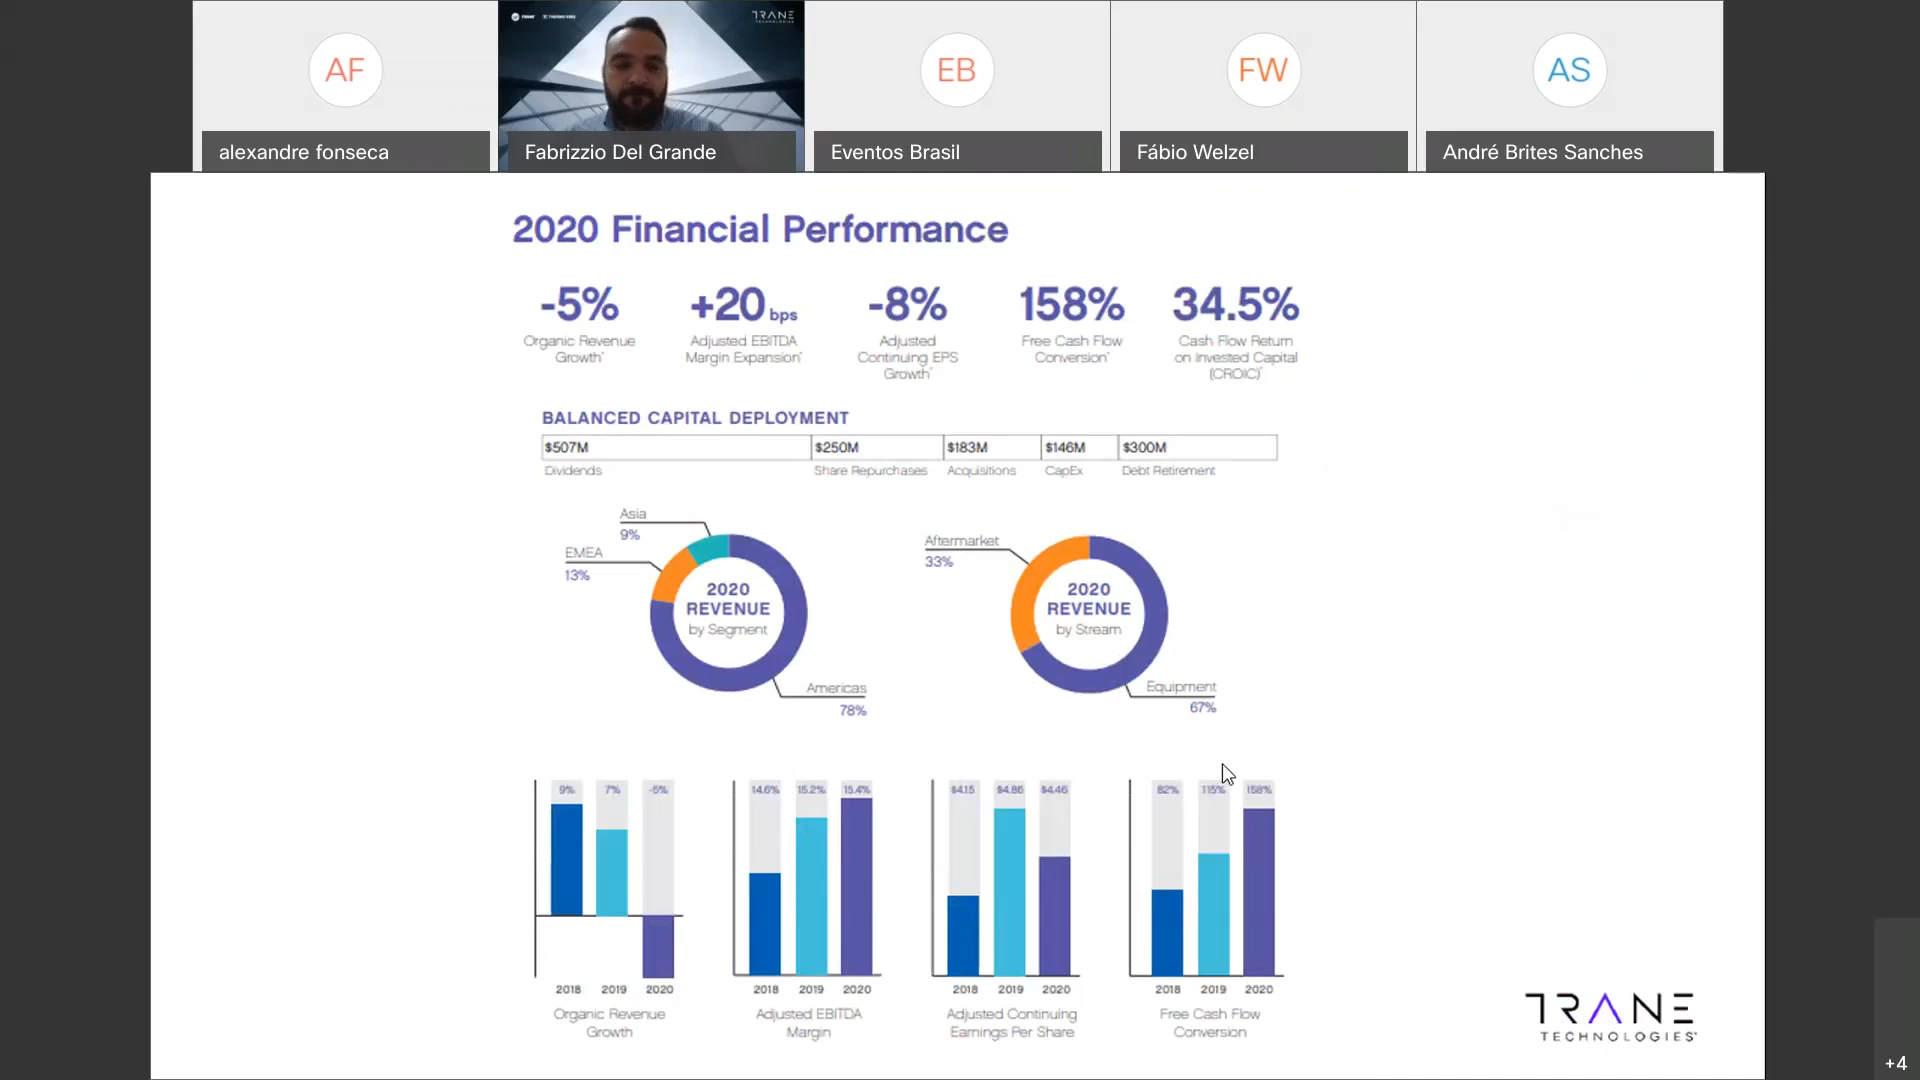 TRANE
TECHNOLOGIES
AF
EB
FW
AS
alexandre fonseca
Fabrizzio Del Grande
Eventos Brasil
Fábio Welzel
André Brites Sanches
2020 Financial Performance
-5%
Organic Revenue
Growth*
+20 bps
Adjusted EBITDA
Margin Expansion*
-8%
Adjusted
Continuing EPS
Growth*
158%
Free Cash Flow
Conversion*
34.5%
Cash Flow Return
on Invested Capital
(CROIC)*
BALANCED CAPITAL DEPLOYMENT
$507M
$250M
$183M
$146M
$300M
Dividends
Share Repurchases
Acquisitions
CapEx
Debt Retirement
Asia
9%
EMEA
13%
2020
REVENUE
by Segment
Americas
78%
Aftermarket
33%
2020
REVENUE
by Stream
Equipment
67%
9%
7%
-5%
2018
2019
2020
Organic Revenue
Growth
14.6%
15.2%
15.4%
2018
2019
2020
Adjusted EBITDA
Margin
$4.15
$4.86
$4.46
2018
2019
2020
Adjusted Continuing
Earnings Per Share
82%
115%
158%
2018
2019
2020
Free Cash Flow
Conversion
TRANE
TECHNOLOGIES
+4